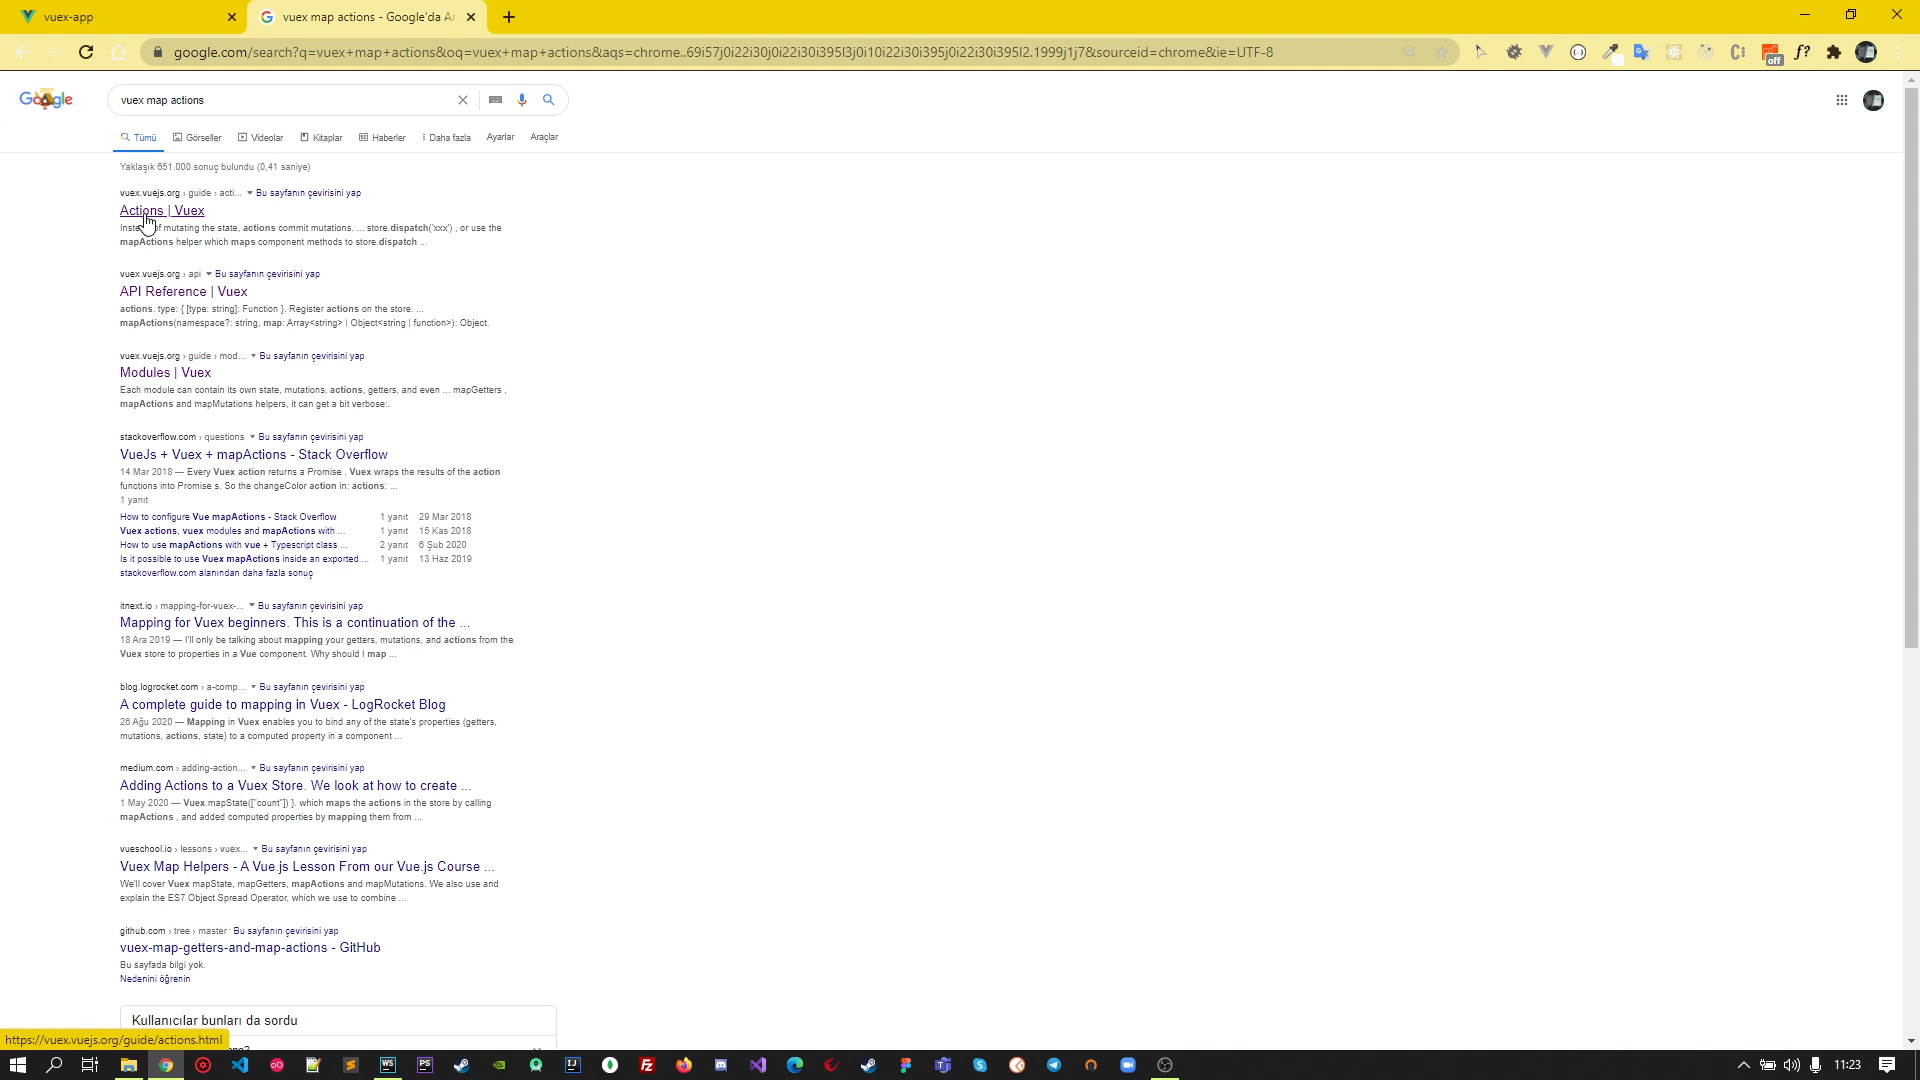 vuex-app
vuex map actions - Google'da Ar
google.com/search?q=vuex+map+actions&oq=vuex+map+actions&aqs=chrome..69i57j0i22i30j0i22i30i395l3j0i10i22i30i395j0i22i30i395l2.1999j1j7&sourceid=chrome&ie=UTF-8
off
f?
vuex map actions
Tümü
Görseller
Videolar
Kitaplar
Haberler
Daha fazla
Ayarlar
Araçlar
Yaklaşık 651.000 sonuç bulundu (0,41 saniye)
vuex.vuejs.org › guide › acti... Bu sayfanın çevirisini yap
Actions | Vuex
of mutating the state, actions commit mutations. ... store.dispatch('xxx') , or use the
mapActions helper which maps component methods to store.dispatch ...
vuex.vuejs.org › api Bu sayfanın çevirisini yap
API Reference | Vuex
actions. type: { [type: string]: Function }. Register actions on the store. ...
mapActions(namespace?: string, map: Array<string> | Object<string | function>): Object.
vuex.vuejs.org › guide › mod... Bu sayfanın çevirisini yap
Modules | Vuex
Each module can contain its own state, mutations, actions, getters, and even ... mapGetters ,
mapActions and mapMutations helpers, it can get a bit verbose:.
stackoverflow.com › questions Bu sayfanın çevirisini yap
VueJs + Vuex + mapActions - Stack Overflow
14 Mar 2018 — Every Vuex action returns a Promise . Vuex wraps the results of the action
functions into Promise s. So the changeColor action in: actions: ...
1 yanıt
How to configure Vue mapActions - Stack Overflow 1 yanıt 29 Mar 2018
Vuex actions, vuex modules and mapActions with ... 1 yanıt 15 Kas 2018
How to use mapActions with vue + Typescript class ... 2 yanıt 6 Şub 2020
Is it possible to use Vuex mapActions inside an exported ... 1 yanıt 13 Haz 2019
stackoverflow.com alanından daha fazla sonuç
itnext.io › mapping-for-vuex-... Bu sayfanın çevirisini yap
Mapping for Vuex beginners. This is a continuation of the ...
18 Ara 2019 — I'll only be talking about mapping your getters, mutations, and actions from the
Vuex store to properties in a Vue component. Why should I map ...
blog.logrocket.com › a-comp... Bu sayfanın çevirisini yap
A complete guide to mapping in Vuex - LogRocket Blog
26 Ağu 2020 — Mapping in Vuex enables you to bind any of the state's properties (getters,
mutations, actions, state) to a computed property in a component ...
medium.com › adding-action... Bu sayfanın çevirisini yap
Adding Actions to a Vuex Store. We look at how to create ...
1 May 2020 — Vuex.mapState(["count"]) }. which maps the actions in the store by calling
mapActions , and added computed properties by mapping them from ...
vueschool.io › lessons › vuex... Bu sayfanın çevirisini yap
Vuex Map Helpers - A Vue.js Lesson From our Vue.js Course ...
We'll cover Vuex mapState, mapGetters, mapActions and mapMutations. We also use and
explain the ES7 Object Spread Operator, which we use to combine ...
github.com › tree › master Bu sayfanın çevirisini yap
vuex-map-getters-and-map-actions - GitHub
Bu sayfada bilgi yok.
Nedenini öğrenin
Kullanıcılar bunları da sordu
https://vuex.vuejs.org/guide/actions.html
11:23